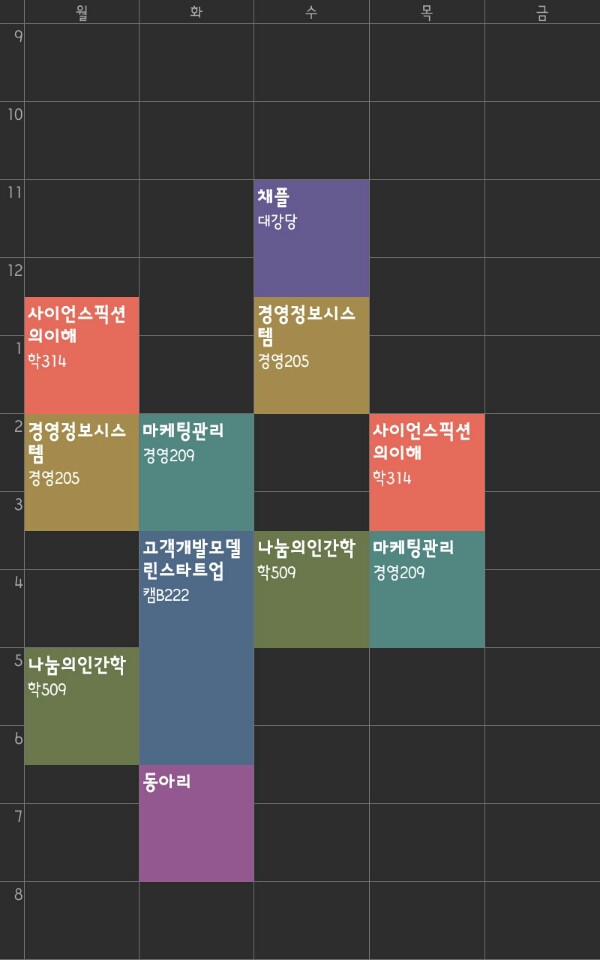 월 화 수 목 금
9
10
11
채플
대강당
12
사이언스픽션
의이해
학314
경영정보시스
템
경영205
1
2
경영정보시스
템
경영205
마케팅관리
경영209
사이언스픽션
의이해
학314
3
고객개발모델
린스타트업
캠B222
나눔의인간학
학509
마케팅관리
경영209
4
5
나눔의인간학
학509
6
동아리
7
8